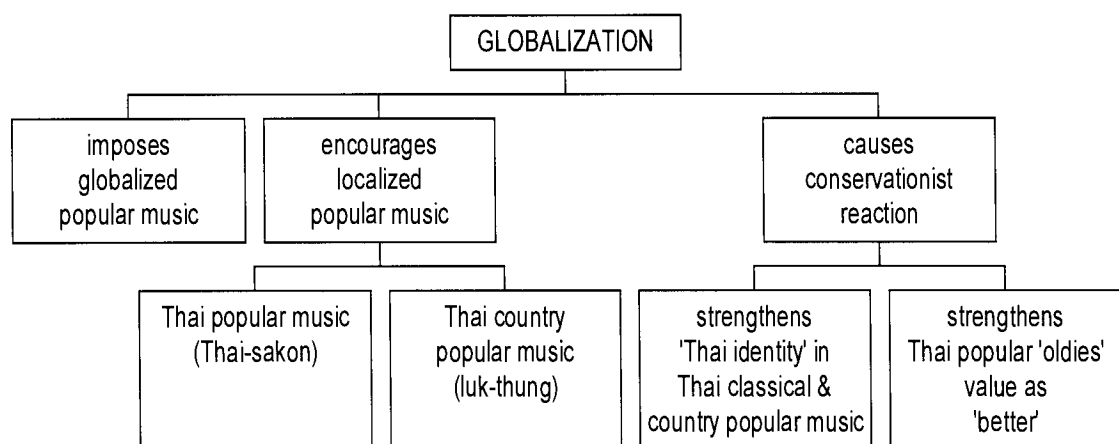 GLOBALIZATION
imposes
globalized
popular music
encourages
localized
popular music
causes
conservationist
reaction
Thai popular music
(Thai-sakon)
Thai country
popular music
(luk-thung)
strengthens
'Thai identity' in
Thai classical &
country popular music
strengthens
Thai popular 'oldies'
value as
'better'